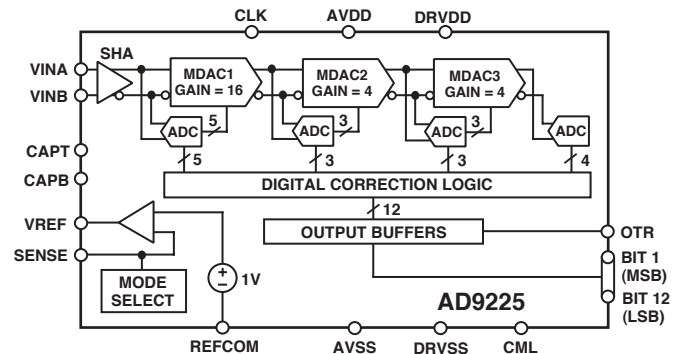 CLK AVDD DRVDD
SHA
VINA
VINB
MDAC1
GAIN = 16
MDAC2
GAIN = 4
MDAC3
GAIN = 4
ADC 5
ADC 3
ADC 3
ADC
5 3 3 4
CAPT
CAPB
DIGITAL CORRECTION LOGIC
12
VREF
OUTPUT BUFFERS
OTR
SENSE
MODE
SELECT
+
−
1V
BIT 1
(MSB)
BIT 12
(LSB)
AD9225
REFCOM AVSS DRVSS CML